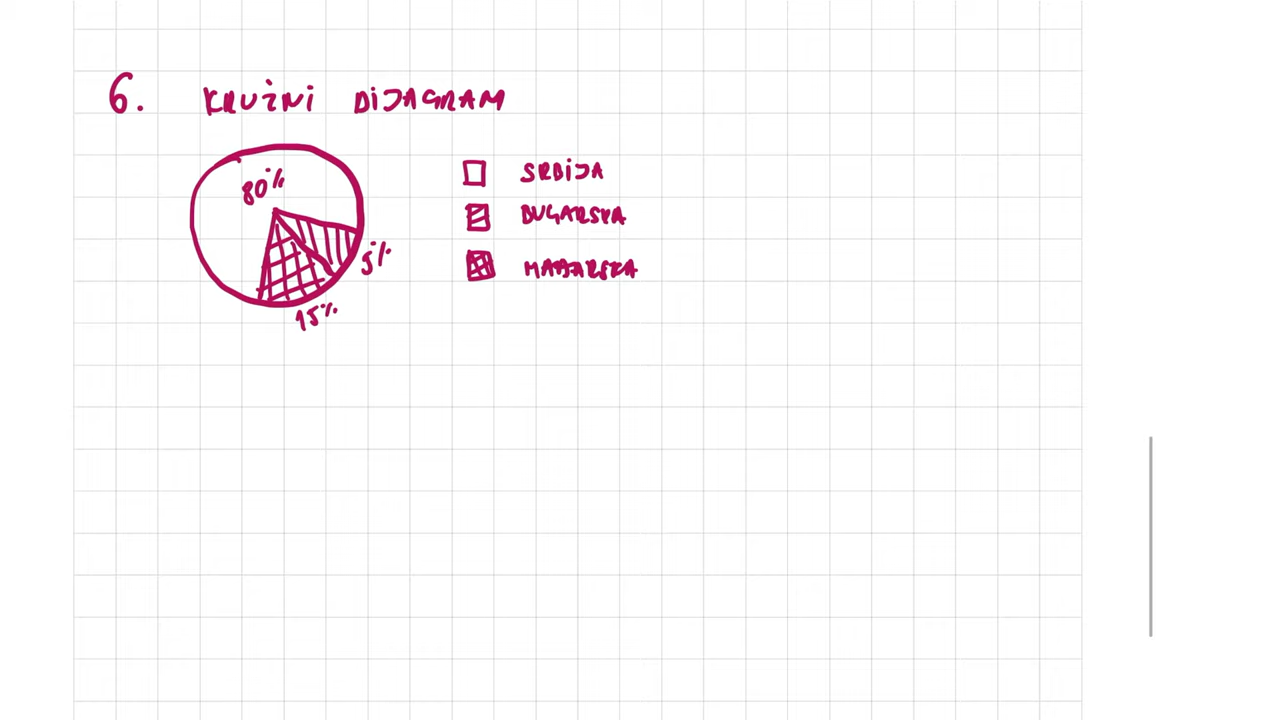 6. KRUŽNI DIJAGRAM
80%
5%
15%
SRBIJA
BUGARSKA
MAĐARSKA